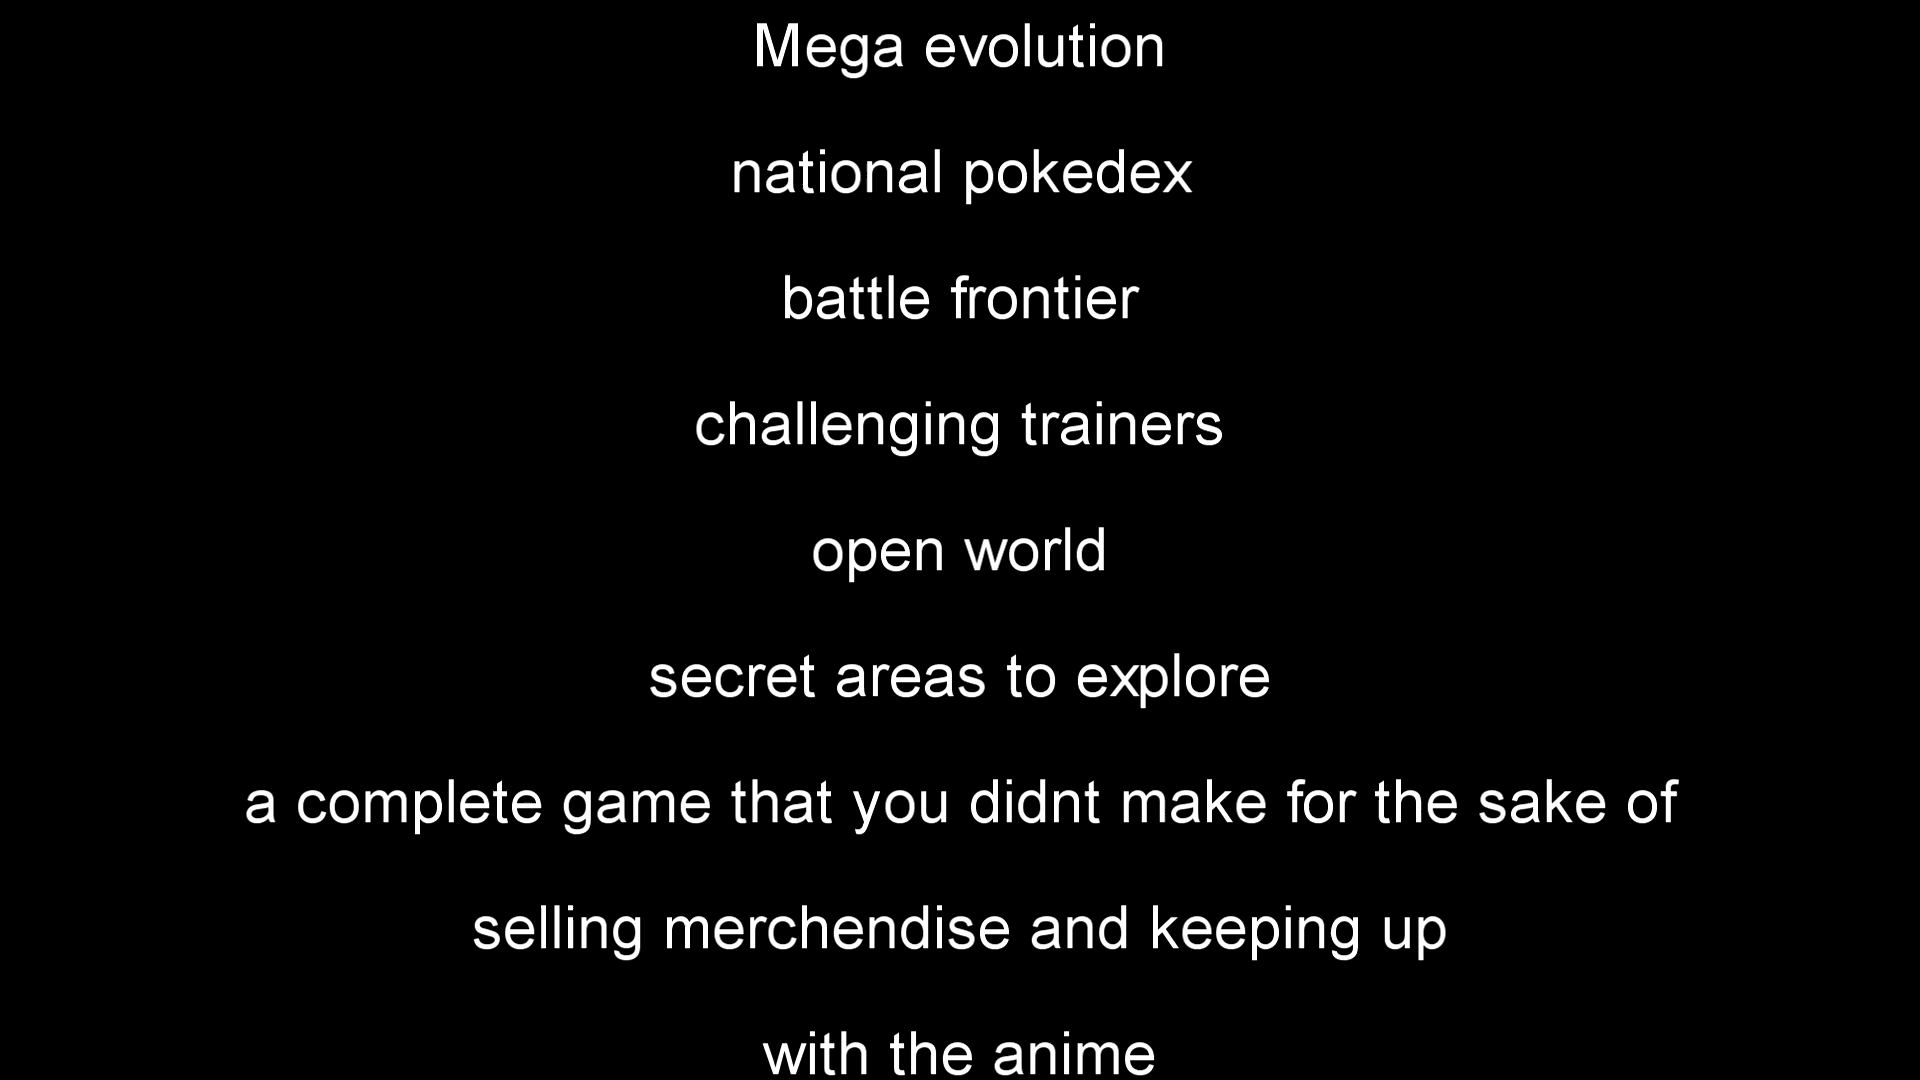 Mega evolution
national pokedex
battle frontier
challenging trainers
open world
secret areas to explore
a complete game that you didnt make for the sake of
selling merchendise and keeping up
with the anime